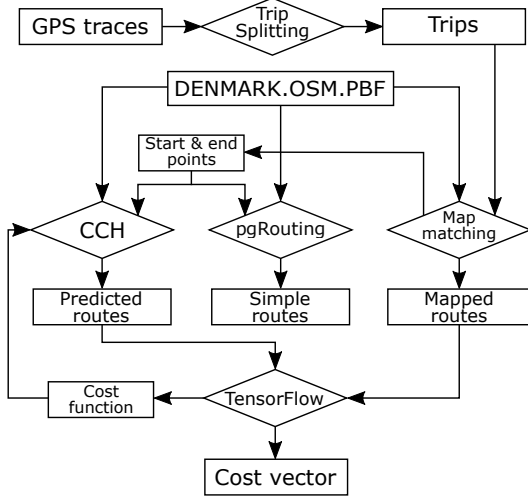 GPS traces
Trip
Splitting
Trips
DENMARK.OSM.PBF
Start & end
points
CCH
pgRouting
Map
matching
Predicted
routes
Simple
routes
Mapped
routes
Cost
function
TensorFlow
Cost vector